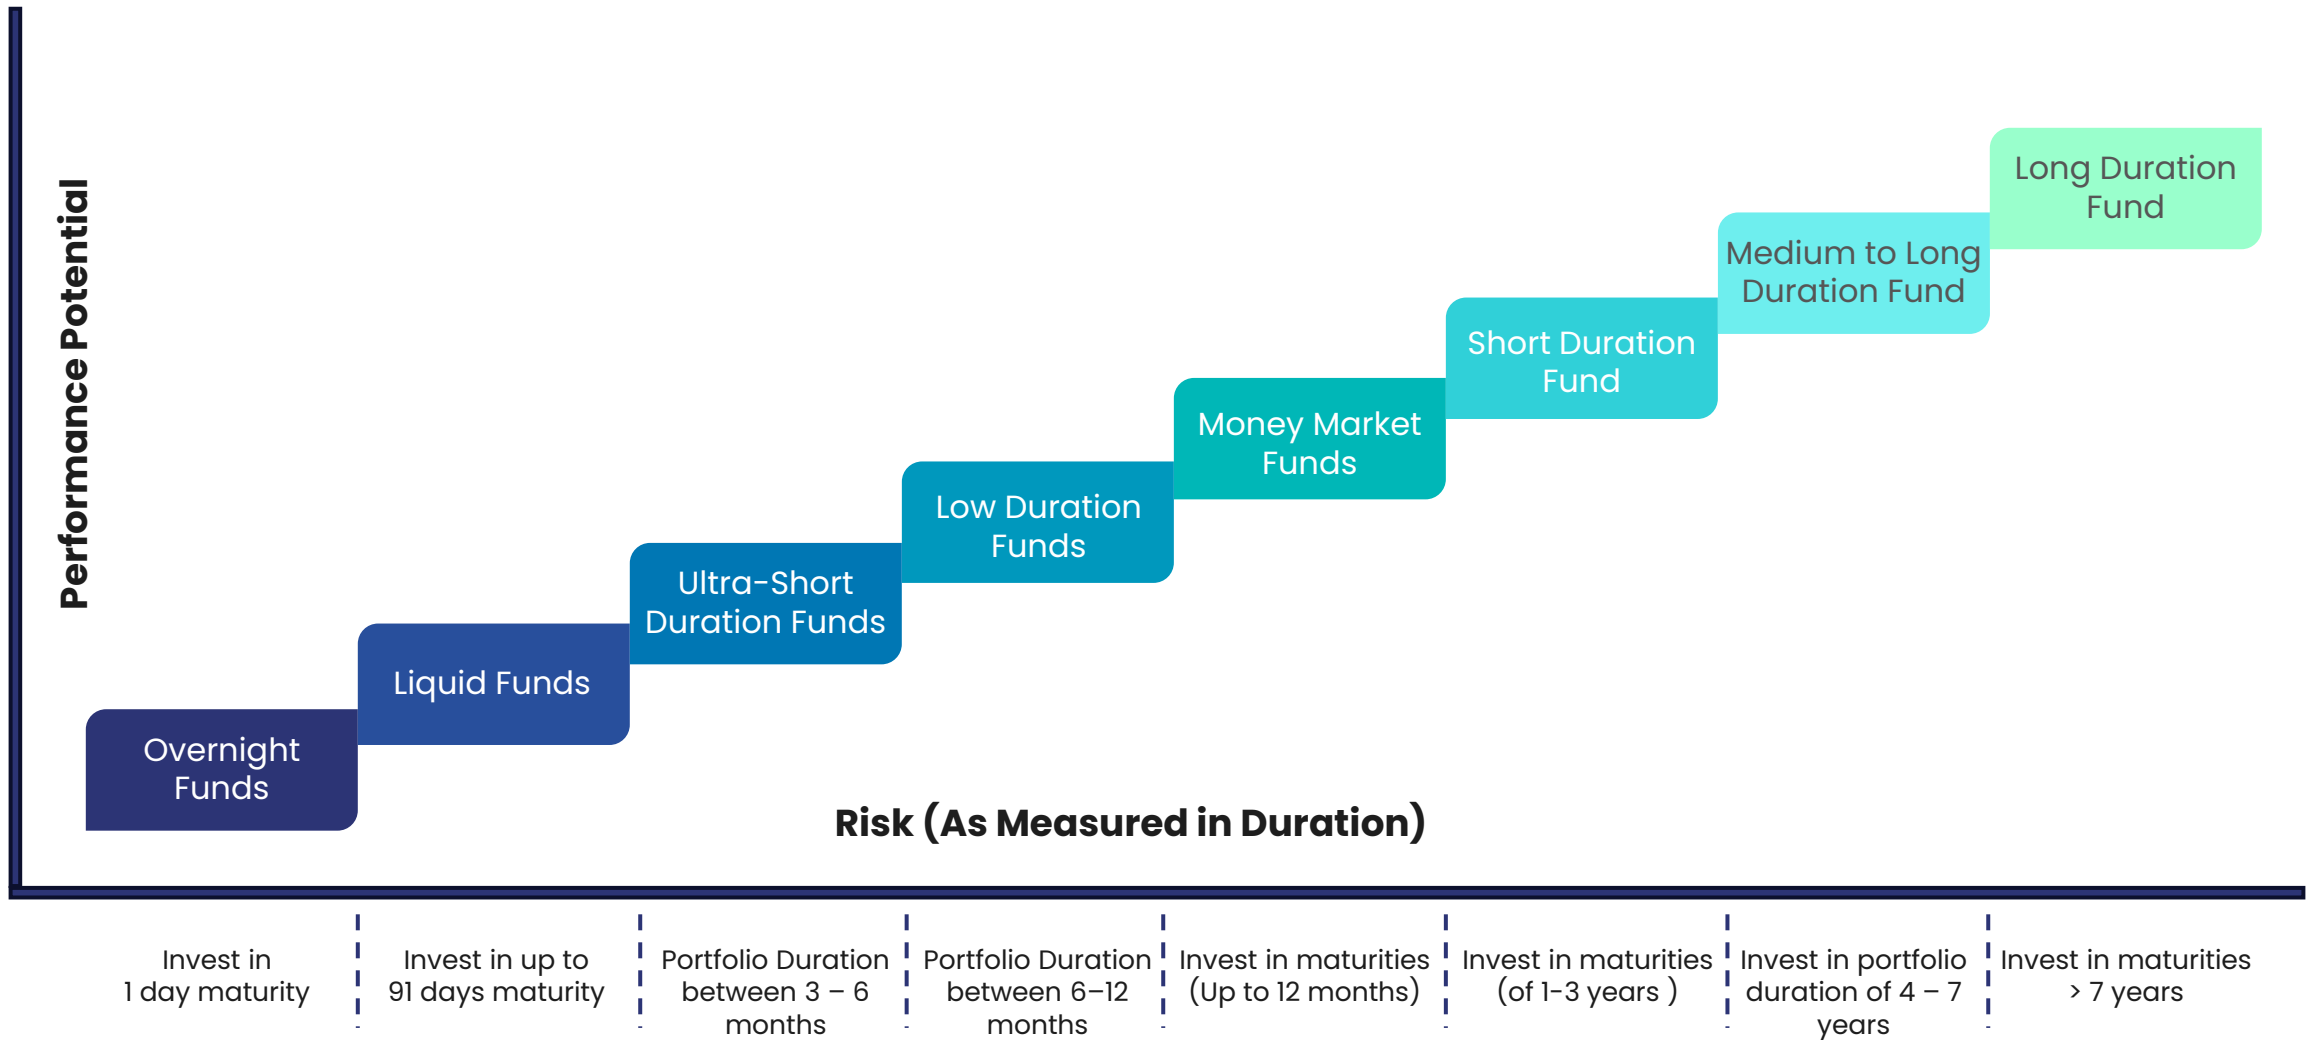 Performance Potential
Long Duration
Fund
Medium to Long
Duration Fund
Short Duration
Fund
Money Market
Funds
Low Duration
Funds
Ultra-Short
Duration Funds
Liquid Funds
Overnight
Funds
Risk (As Measured in Duration)
Invest in
1 day maturity
Invest in up to
91 days maturity
Portfolio Duration
between 3 – 6
months
Portfolio Duration
between 6–12
months
Invest in maturities
(Up to 12 months)
Invest in maturities
(of 1-3 years )
Invest in portfolio
duration of 4 – 7
years
Invest in maturities
> 7 years